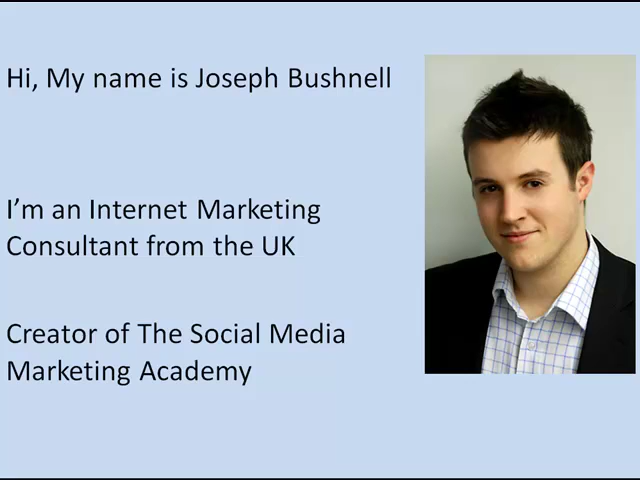 Hi, My name is Joseph Bushnell
I’m an Internet Marketing
Consultant from the UK
Creator of The Social Media
Marketing Academy